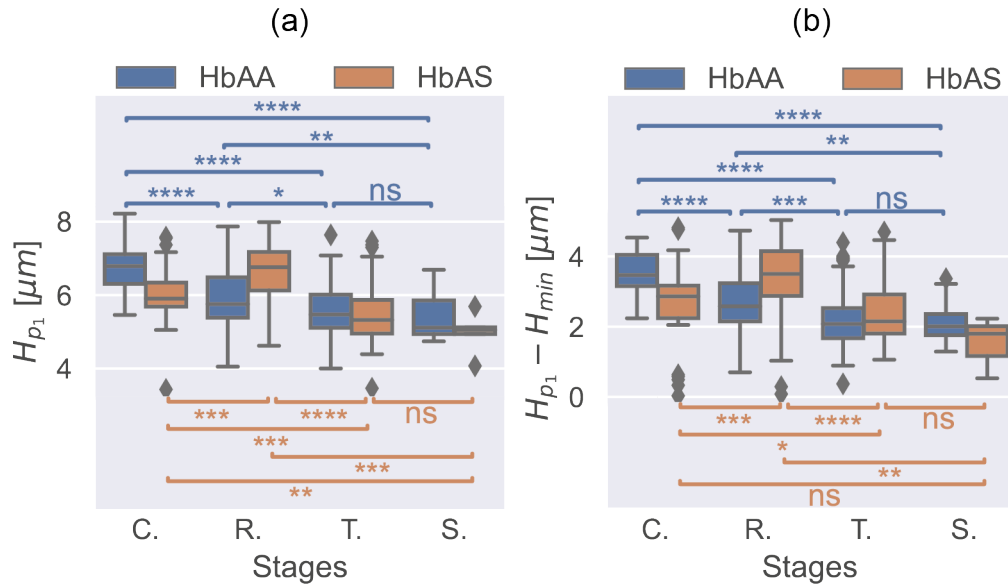 (a)
HbAA HbAS
****
**
****
**** * ns
8
6
4
H_{p_1} [μm]
*** **** ns
***
***
**
C. R. T. S.
Stages
(b)
HbAA HbAS
****
**
****
**** *** ns
4
2
0
H_{p_1} − H_{min} [μm]
*** **** ns
*
**
ns
C. R. T. S.
Stages